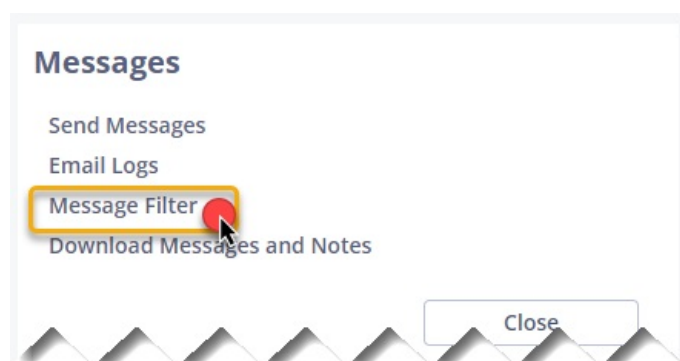 Messages
Send Messages
Email Logs
Message Filter
Download Messages and Notes
Close